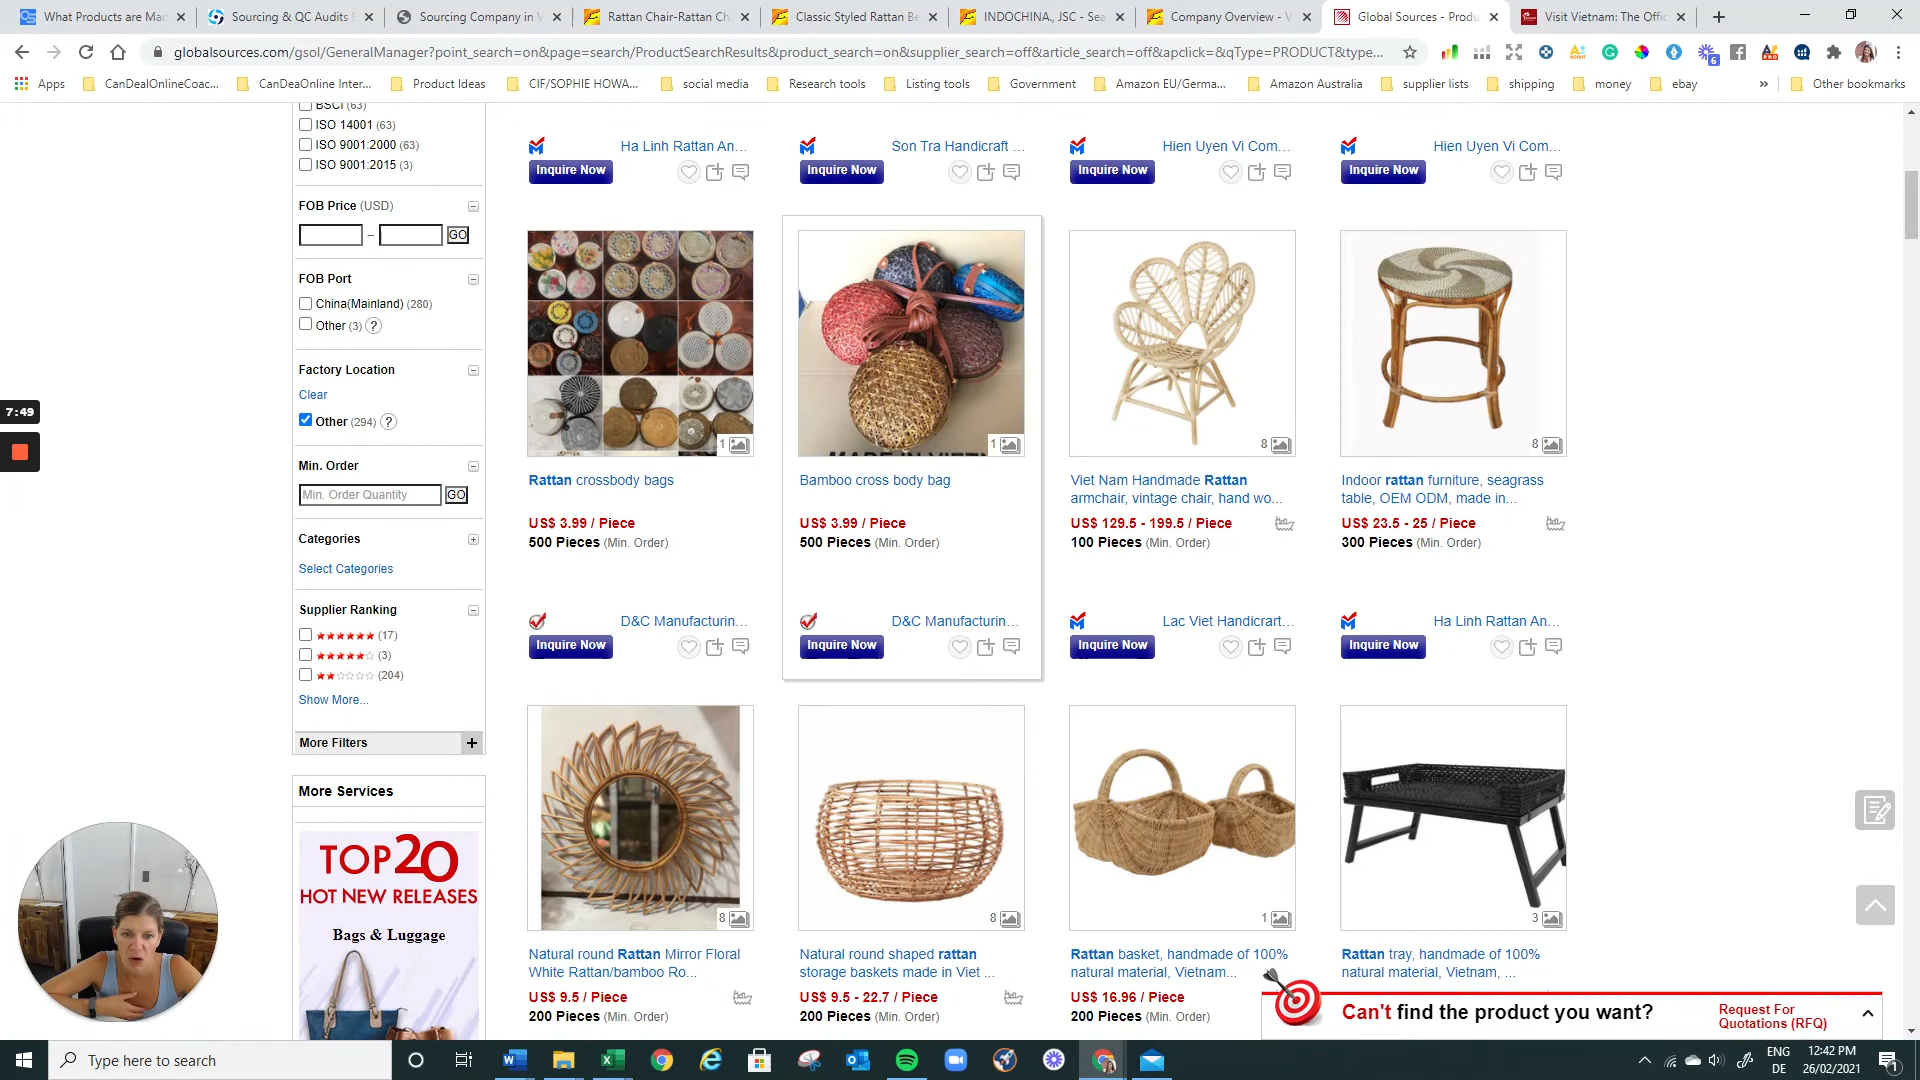 What Products are Mad
Sourcing & QC Audits
Sourcing Company in V
Rattan Chair-Rattan Ch
Classic Styled Rattan Be
INDOCHINA., JSC - Sea
Company Overview - V
Global Sources - Produ
Visit Vietnam: The Offic
globalsources.com/gsol/GeneralManager?point_search=on&page=search/ProductSearchResults&product_search=on&supplier_search=off&article_search=off&apclick=&qType=PRODUCT&type...
Apps
CanDealOnlineCoac...
CanDeaOnline Inter...
Product Ideas
CIF/SOPHIE HOWA...
social media
Research tools
Listing tools
Government
Amazon EU/Germa...
Amazon Australia
supplier lists
shipping
money
ebay
Other bookmarks
BSCI (63)
ISO 14001 (63)
ISO 9001:2000 (63)
ISO 9001:2015 (3)
FOB Price (USD)
– GO
FOB Port
China(Mainland) (280)
Other (3) ?
Factory Location
Clear
Other (294) ?
Min. Order
Min. Order Quantity GO
Categories
Select Categories
Supplier Ranking
(17)
(3)
(204)
Show More...
More Filters
More Services
TOP20
HOT NEW RELEASES
Bags & Luggage
7:49
Ha Linh Rattan An...
Inquire Now
Son Tra Handicraft ...
Inquire Now
Hien Uyen Vi Com...
Inquire Now
Hien Uyen Vi Com...
Inquire Now
1
Rattan crossbody bags
US$ 3.99 / Piece
500 Pieces (Min. Order)
D&C Manufacturin...
Inquire Now
MADE IN VIET
1
Bamboo cross body bag
US$ 3.99 / Piece
500 Pieces (Min. Order)
D&C Manufacturin...
Inquire Now
8
Viet Nam Handmade Rattan
armchair, vintage chair, hand wo...
US$ 129.5 - 199.5 / Piece
100 Pieces (Min. Order)
Lac Viet Handicrart...
Inquire Now
8
Indoor rattan furniture, seagrass
table, OEM ODM, made in...
US$ 23.5 - 25 / Piece
300 Pieces (Min. Order)
Ha Linh Rattan An...
Inquire Now
8
Natural round Rattan Mirror Floral
White Rattan/bamboo Ro...
US$ 9.5 / Piece
200 Pieces (Min. Order)
8
Natural round shaped rattan
storage baskets made in Viet ...
US$ 9.5 - 22.7 / Piece
200 Pieces (Min. Order)
1
Rattan basket, handmade of 100%
natural material, Vietnam...
US$ 16.96 / Piece
200 Pieces (Min. Order)
3
Rattan tray, handmade of 100%
natural material, Vietnam, ...
Can't find the product you want?
Request For
Quotations (RFQ)
Type here to search
ENG
DE
12:42 PM
26/02/2021